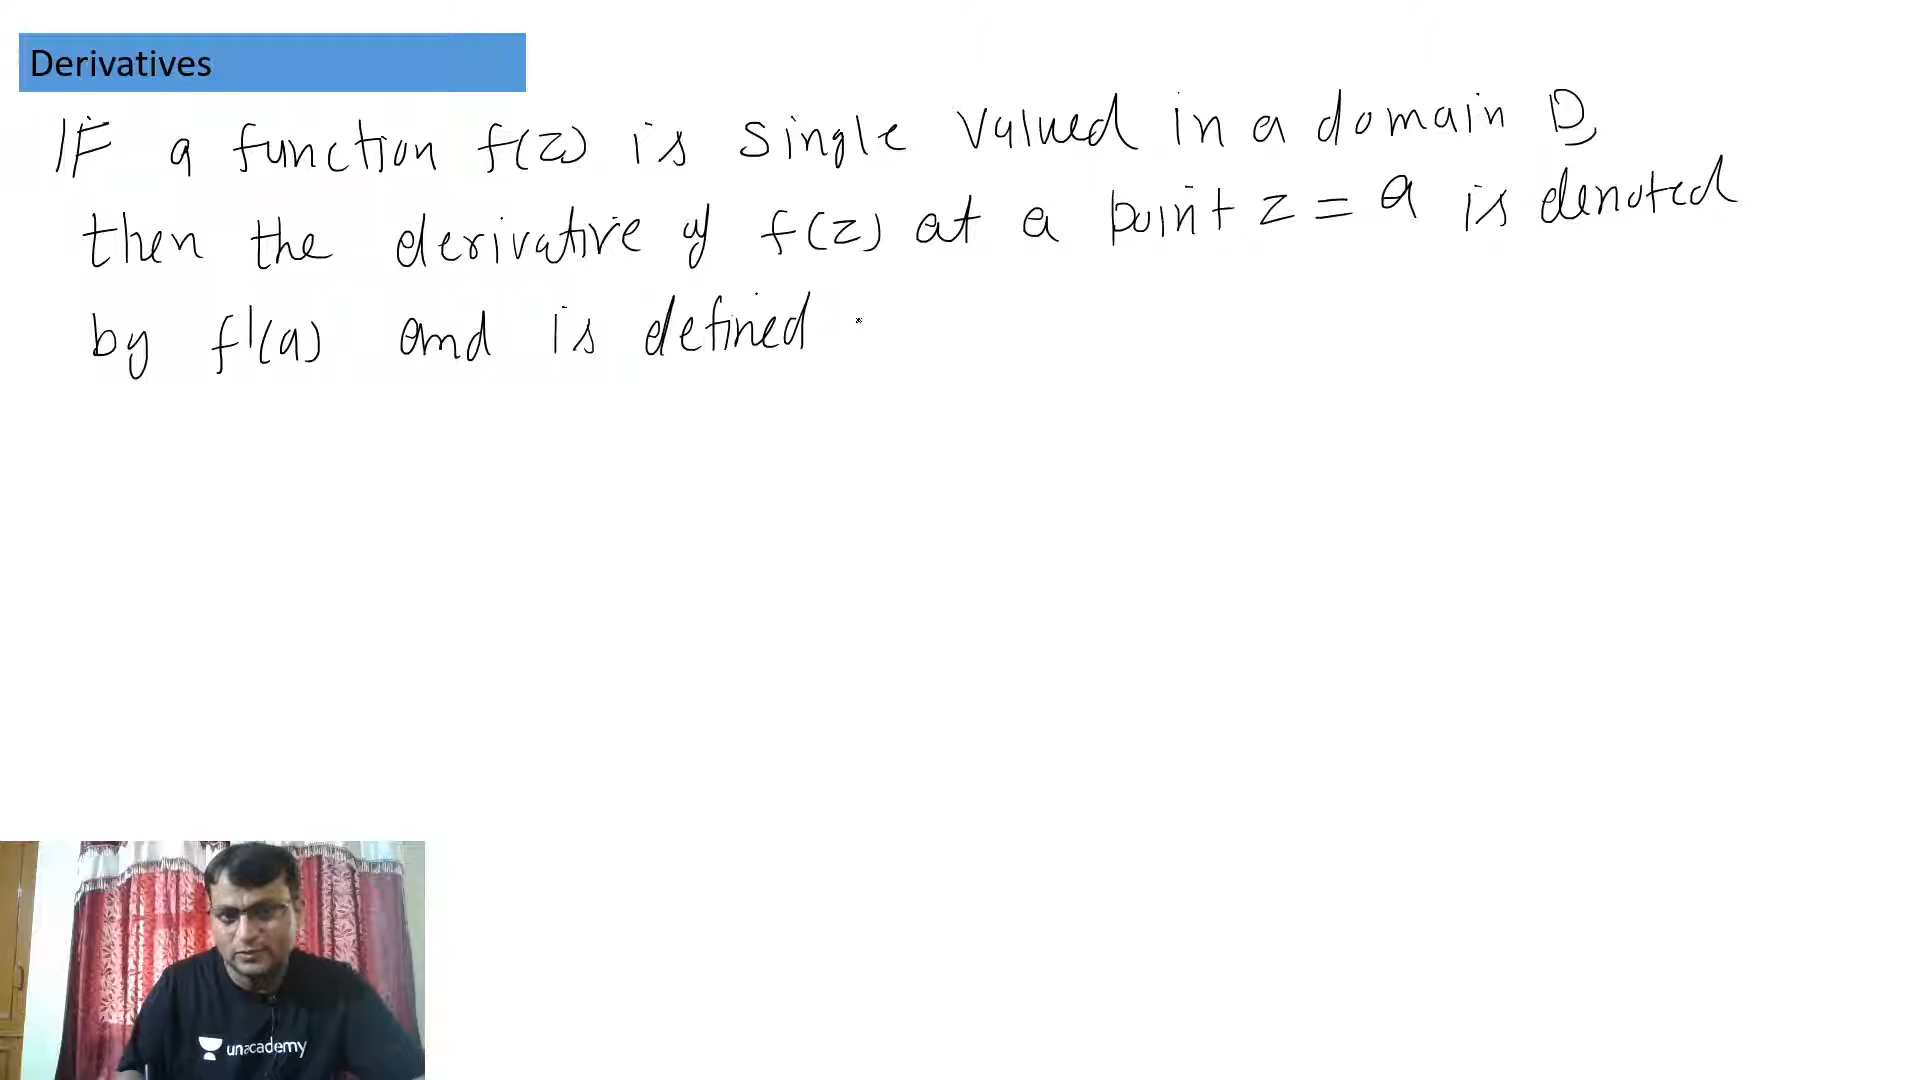 Derivatives
If a function f(z) is single valued in a domain D,
then the derivative of f(z) at a point z = a is denoted
by f'(a) and is defined
unacademy